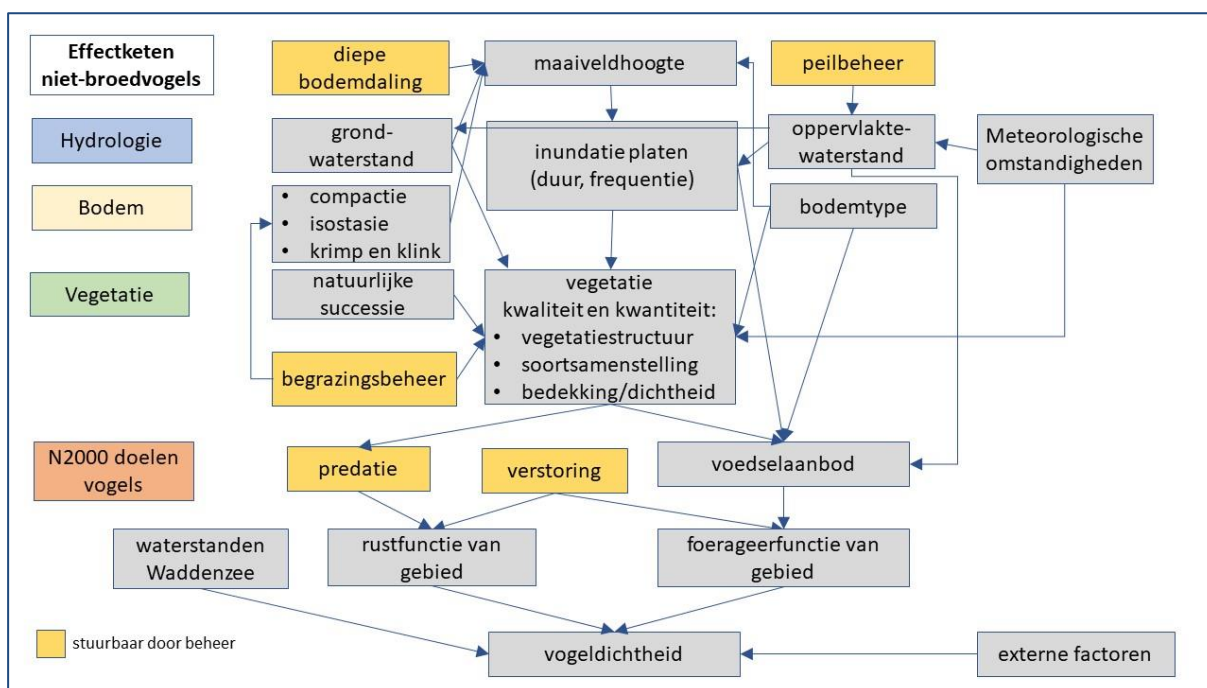 Effectketen
niet-broedvogels
diepe
bodemdaling
maaiveldhoogte
peilbeheer
Hydrologie
grond-
waterstand
inundatie platen
(duur, frequentie)
oppervlakte-
waterstand
Meteorologische
omstandigheden
Bodem
• compactie
• isostasie
• krimp en klink
bodemtype
Vegetatie
natuurlijke
successie
vegetatie
kwaliteit en kwantiteit:
• vegetatiestructuur
• soortsamenstelling
• bedekking/dichtheid
begrazingsbeheer
N2000 doelen
vogels
predatie
verstoring
voedselaanbod
waterstanden
Waddenzee
rustfunctie van
gebied
foerageerfunctie van
gebied
stuurbaar door beheer
vogeldichtheid
externe factoren